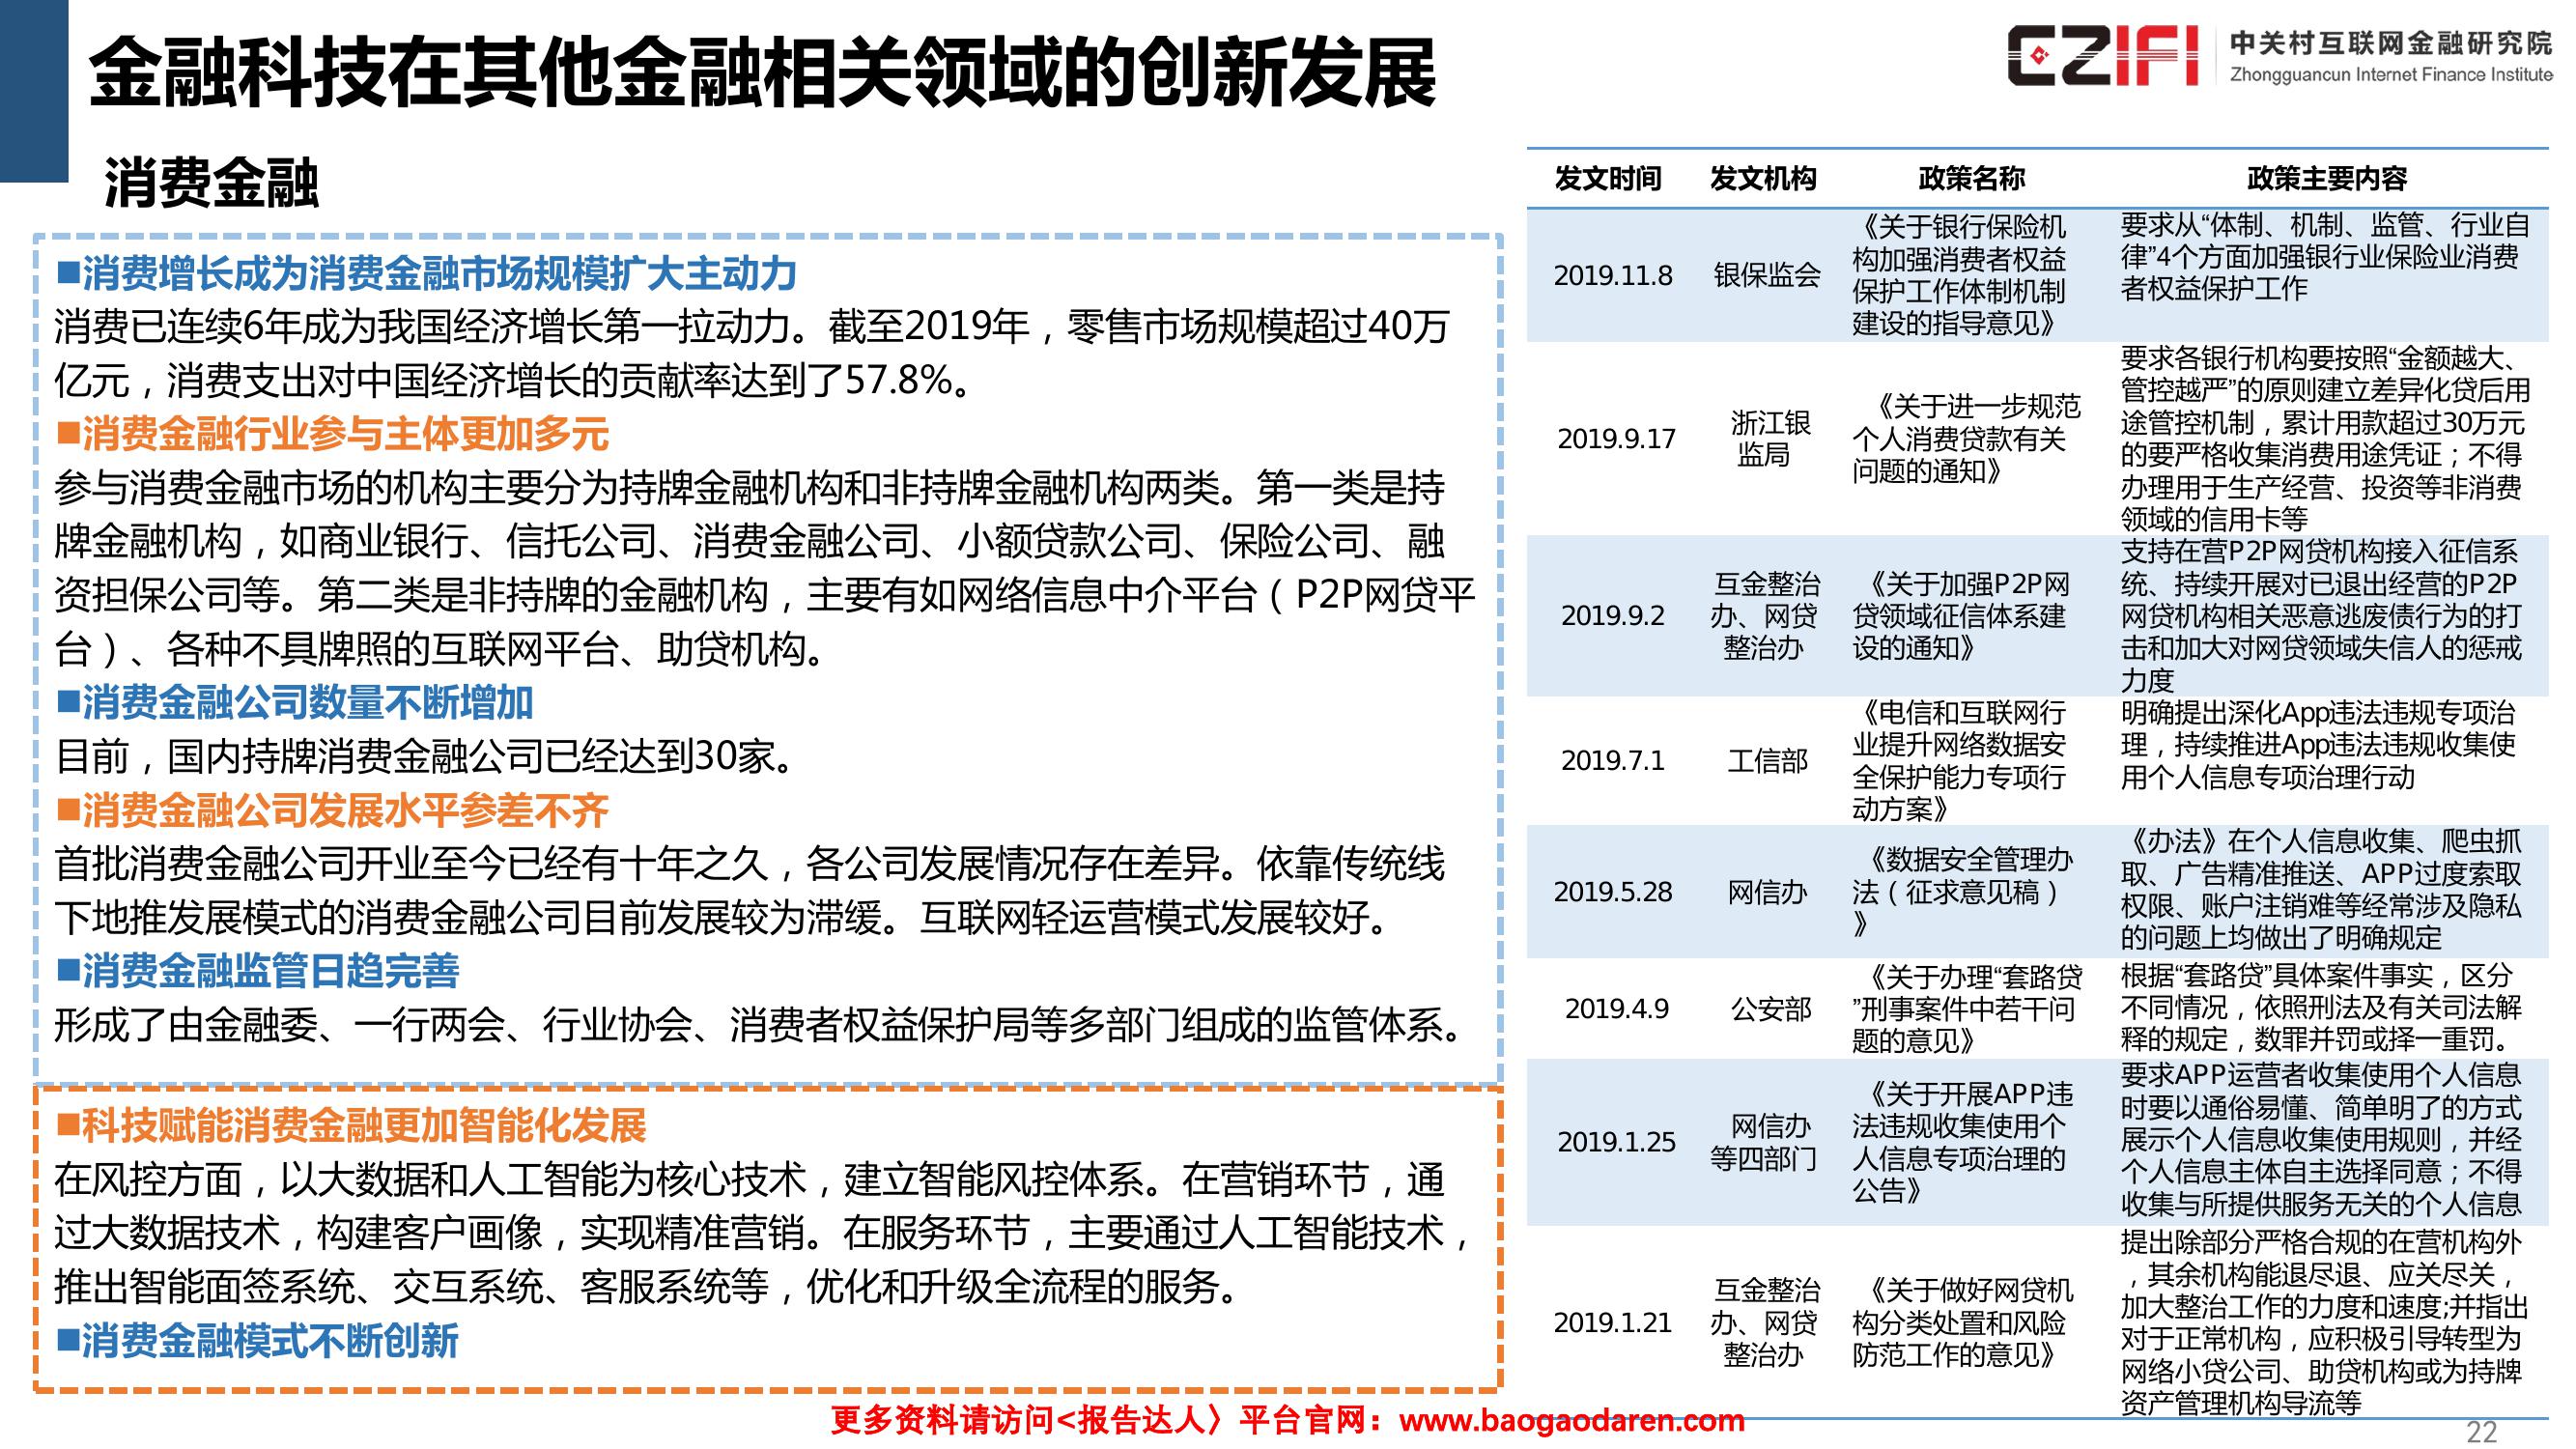 金融科技在其他金融相关领域的创新发展
CZIFI
中关村互联网金融研究院
Zhongguancun Internet Finance Institute
消费金融
■消费增长成为消费金融市场规模扩大主动力
消费已连续6年成为我国经济增长第一拉动力。截至2019年，零售市场规模超过40万
亿元，消费支出对中国经济增长的贡献率达到了57.8%。
■消费金融行业参与主体更加多元
参与消费金融市场的机构主要分为持牌金融机构和非持牌金融机构两类。第一类是持
牌金融机构，如商业银行、信托公司、消费金融公司、小额贷款公司、保险公司、融
资担保公司等。第二类是非持牌的金融机构，主要有如网络信息中介平台（P2P网贷平
台）、各种不具牌照的互联网平台、助贷机构。
■消费金融公司数量不断增加
目前，国内持牌消费金融公司已经达到30家。
■消费金融公司发展水平参差不齐
首批消费金融公司开业至今已经有十年之久，各公司发展情况存在差异。依靠传统线
下地推发展模式的消费金融公司目前发展较为滞缓。互联网轻运营模式发展较好。
■消费金融监管日趋完善
形成了由金融委、一行两会、行业协会、消费者权益保护局等多部门组成的监管体系。
■科技赋能消费金融更加智能化发展
在风控方面，以大数据和人工智能为核心技术，建立智能风控体系。在营销环节，通
过大数据技术，构建客户画像，实现精准营销。在服务环节，主要通过人工智能技术，
推出智能面签系统、交互系统、客服系统等，优化和升级全流程的服务。
■消费金融模式不断创新
发文时间 发文机构 政策名称 政策主要内容
2019.11.8
银保监会
《关于银行保险机
构加强消费者权益
保护工作体制机制
建设的指导意见》
要求从“体制、机制、监管、行业自
律”4个方面加强银行业保险业消费
者权益保护工作
2019.9.17
浙江银
监局
《关于进一步规范
个人消费贷款有关
问题的通知》
要求各银行机构要按照“金额越大、
管控越严”的原则建立差异化贷后用
途管控机制，累计用款超过30万元
的要严格收集消费用途凭证；不得
办理用于生产经营、投资等非消费
领域的信用卡等
2019.9.2
互金整治
办、网贷
整治办
《关于加强P2P网
贷领域征信体系建
设的通知》
支持在营P2P网贷机构接入征信系
统、持续开展对已退出经营的P2P
网贷机构相关恶意逃废债行为的打
击和加大对网贷领域失信人的惩戒
力度
2019.7.1
工信部
《电信和互联网行
业提升网络数据安
全保护能力专项行
动方案》
明确提出深化App违法违规专项治
理，持续推进App违法违规收集使
用个人信息专项治理行动
2019.5.28
网信办
《数据安全管理办
法（征求意见稿）
》
《办法》在个人信息收集、爬虫抓
取、广告精准推送、APP过度索取
权限、账户注销难等经常涉及隐私
的问题上均做出了明确规定
2019.4.9
公安部
《关于办理“套路贷
”刑事案件中若干问
题的意见》
根据“套路贷”具体案件事实，区分
不同情况，依照刑法及有关司法解
释的规定，数罪并罚或择一重罚。
2019.1.25
网信办
等四部门
《关于开展APP违
法违规收集使用个
人信息专项治理的
公告》
要求APP运营者收集使用个人信息
时要以通俗易懂、简单明了的方式
展示个人信息收集使用规则，并经
个人信息主体自主选择同意；不得
收集与所提供服务无关的个人信息
2019.1.21
互金整治
办、网贷
整治办
《关于做好网贷机
构分类处置和风险
防范工作的意见》
提出除部分严格合规的在营机构外
，其余机构能退尽退、应关尽关，
加大整治工作的力度和速度;并指出
对于正常机构，应积极引导转型为
网络小贷公司、助贷机构或为持牌
资产管理机构导流等
更多资料请访问<报告达人〉平台官网：www.baogaodaren.com
22